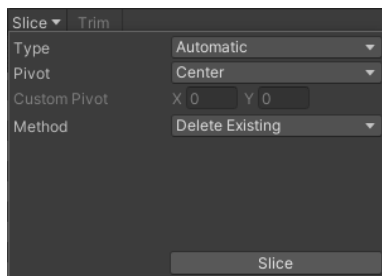 Slice Trim
Type Automatic
Pivot Center
Custom Pivot X 0 Y 0
Method Delete Existing
Slice